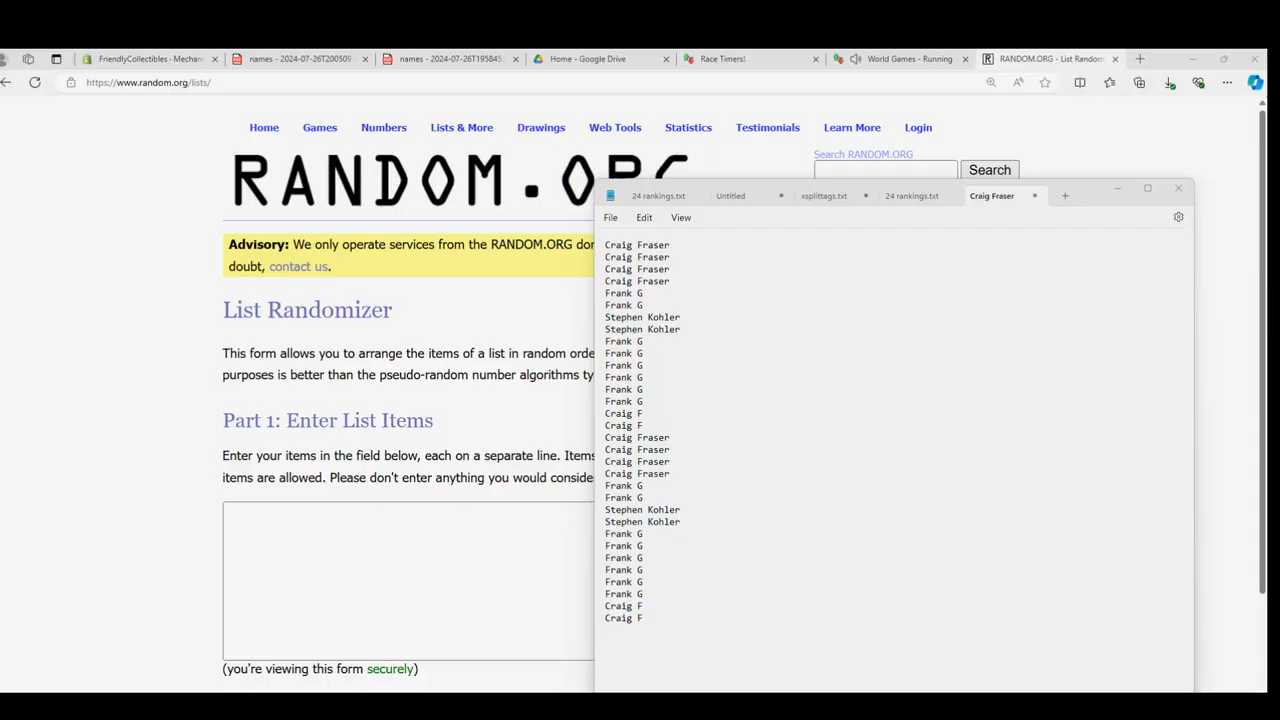 FriendlyCollectibles - Mechan
names - 2024-07-26T200509
names - 2024-07-26T195845
Home - Google Drive
Race Timers!
World Games - Running
RANDOM.ORG - List Random
https://www.random.org/lists/
Home
Games
Numbers
Lists & More
Drawings
Web Tools
Statistics
Testimonials
Learn More
Login
Search RANDOM.ORG
RANDOM.ORG
Search
24 rankings.txt
Untitled
xsplittags.txt
24 rankings.txt
Craig Fraser
File
Edit
View
Advisory: We only operate services from the RANDOM.ORG dom
doubt, contact us.
List Randomizer
This form allows you to arrange the items of a list in random orde
purposes is better than the pseudo-random number algorithms ty
Part 1: Enter List Items
Enter your items in the field below, each on a separate line. Items
items are allowed. Please don't enter anything you would conside
(you're viewing this form securely)
Craig Fraser
Craig Fraser
Craig Fraser
Craig Fraser
Frank G
Frank G
Stephen Kohler
Stephen Kohler
Frank G
Frank G
Frank G
Frank G
Frank G
Frank G
Craig F
Craig F
Craig Fraser
Craig Fraser
Craig Fraser
Craig Fraser
Frank G
Frank G
Stephen Kohler
Stephen Kohler
Frank G
Frank G
Frank G
Frank G
Frank G
Frank G
Craig F
Craig F